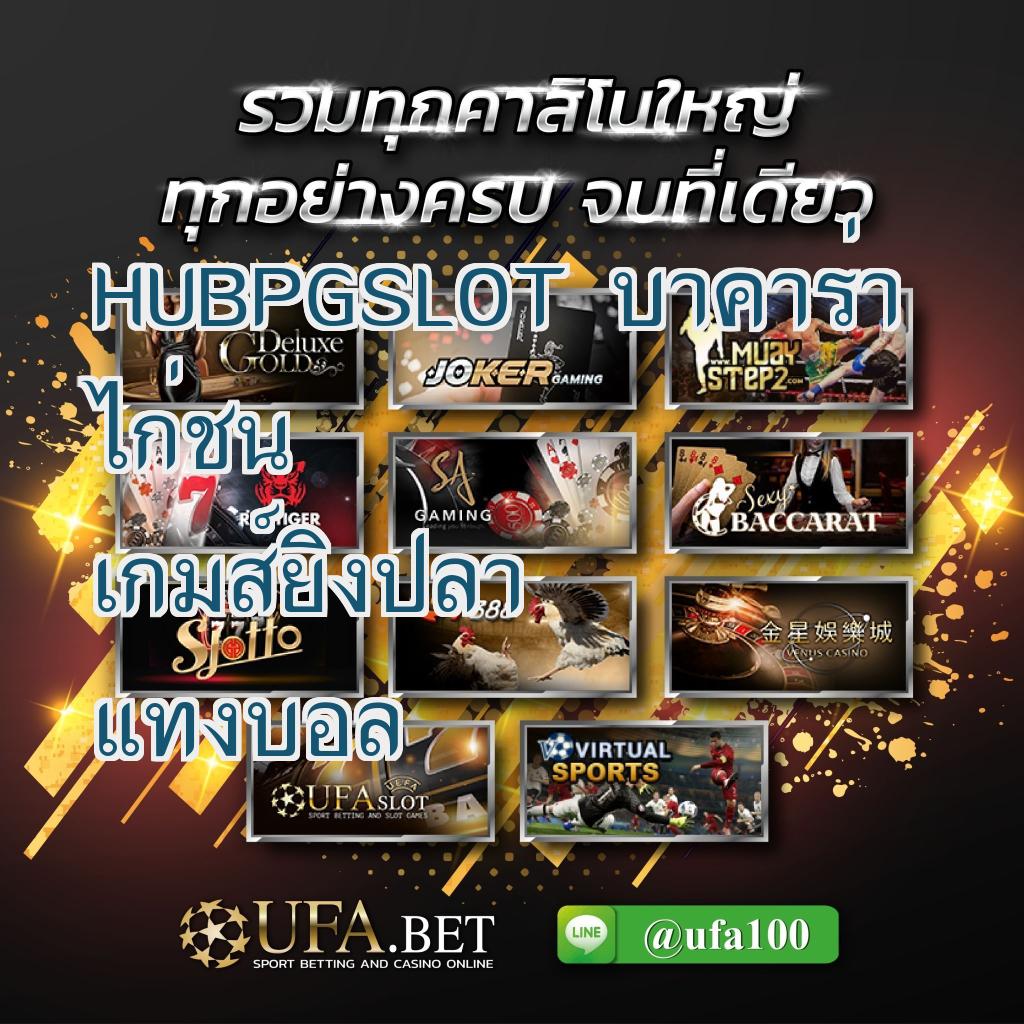 รวมทุกคาสิโนใหญ่
ทุกอย่างครบ จบที่เดียว
HUBPGSLOT บาคาร่า
Deluxe
GOLD
JOKER GAMING
WWW.MUAY
STEP2.COM
ไก่ชน
7
TIGER
SA
GAMING
Sexy
BACCARAT
เกมส์ยิงปลา
Slotto
金星娛樂城
VENUS CASINO
แทงบอล
UFA SLOT
SPORT BETTING AND SLOT GAMES
VIRTUAL
SPORTS
UFA.BET
SPORT BETTING AND CASINO ONLINE
LINE
@ufa100